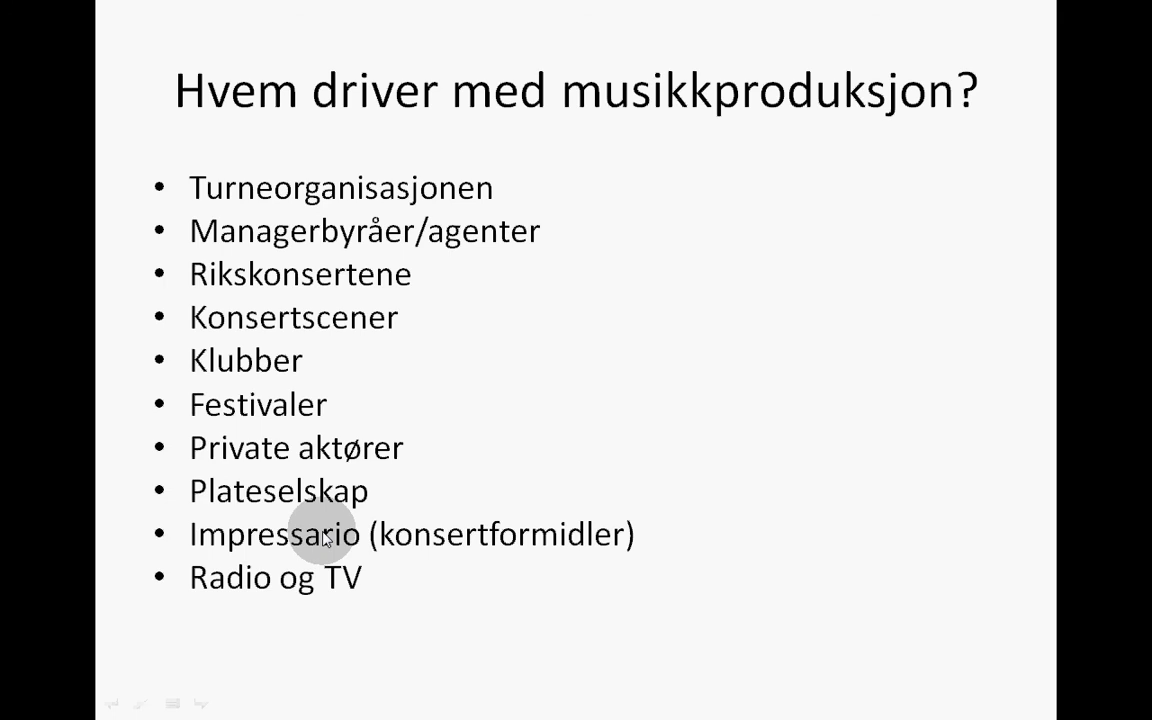 Hvem driver med musikkproduksjon?
• Turneorganisasjonen
• Managerbyråer/agenter
• Rikskonsertene
• Konsertscener
• Klubber
• Festivaler
• Private aktører
• Plateselskap
• Impressario (konsertformidler)
• Radio og TV